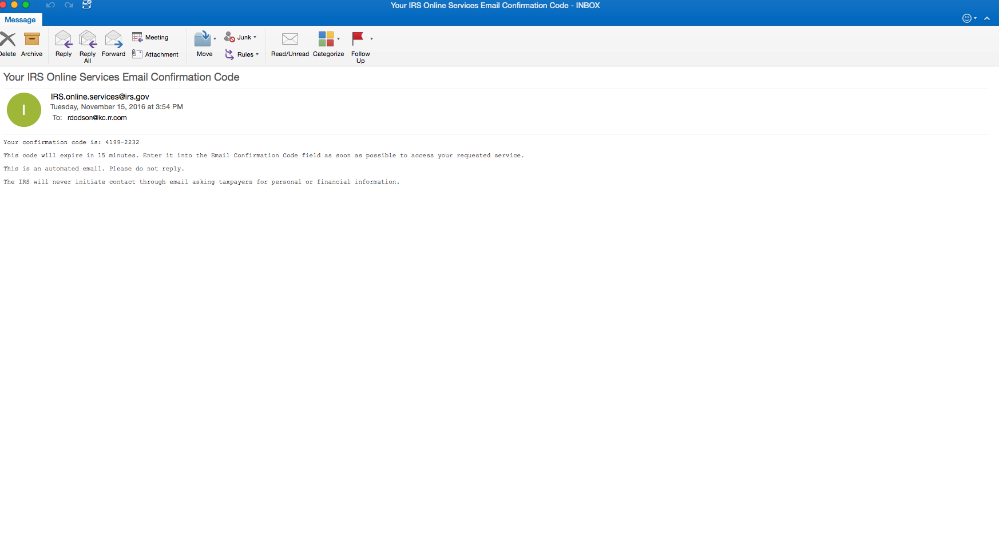 Your IRS Online Services Email Confirmation Code - INBOX
Message
Delete
Archive
Reply
Reply All
Forward
Meeting
Attachment
Move
Junk
Rules
Read/Unread
Categorize
Follow Up
Your IRS Online Services Email Confirmation Code
I
IRS.online.services@irs.gov
Tuesday, November 15, 2016 at 3:54 PM
To: rdodson@kc.rr.com
Your confirmation code is: 4199-2232
This code will expire in 15 minutes. Enter it into the Email Confirmation Code field as soon as possible to access your requested service.
This is an automated email. Please do not reply.
The IRS will never initiate contact through email asking taxpayers for personal or financial information.